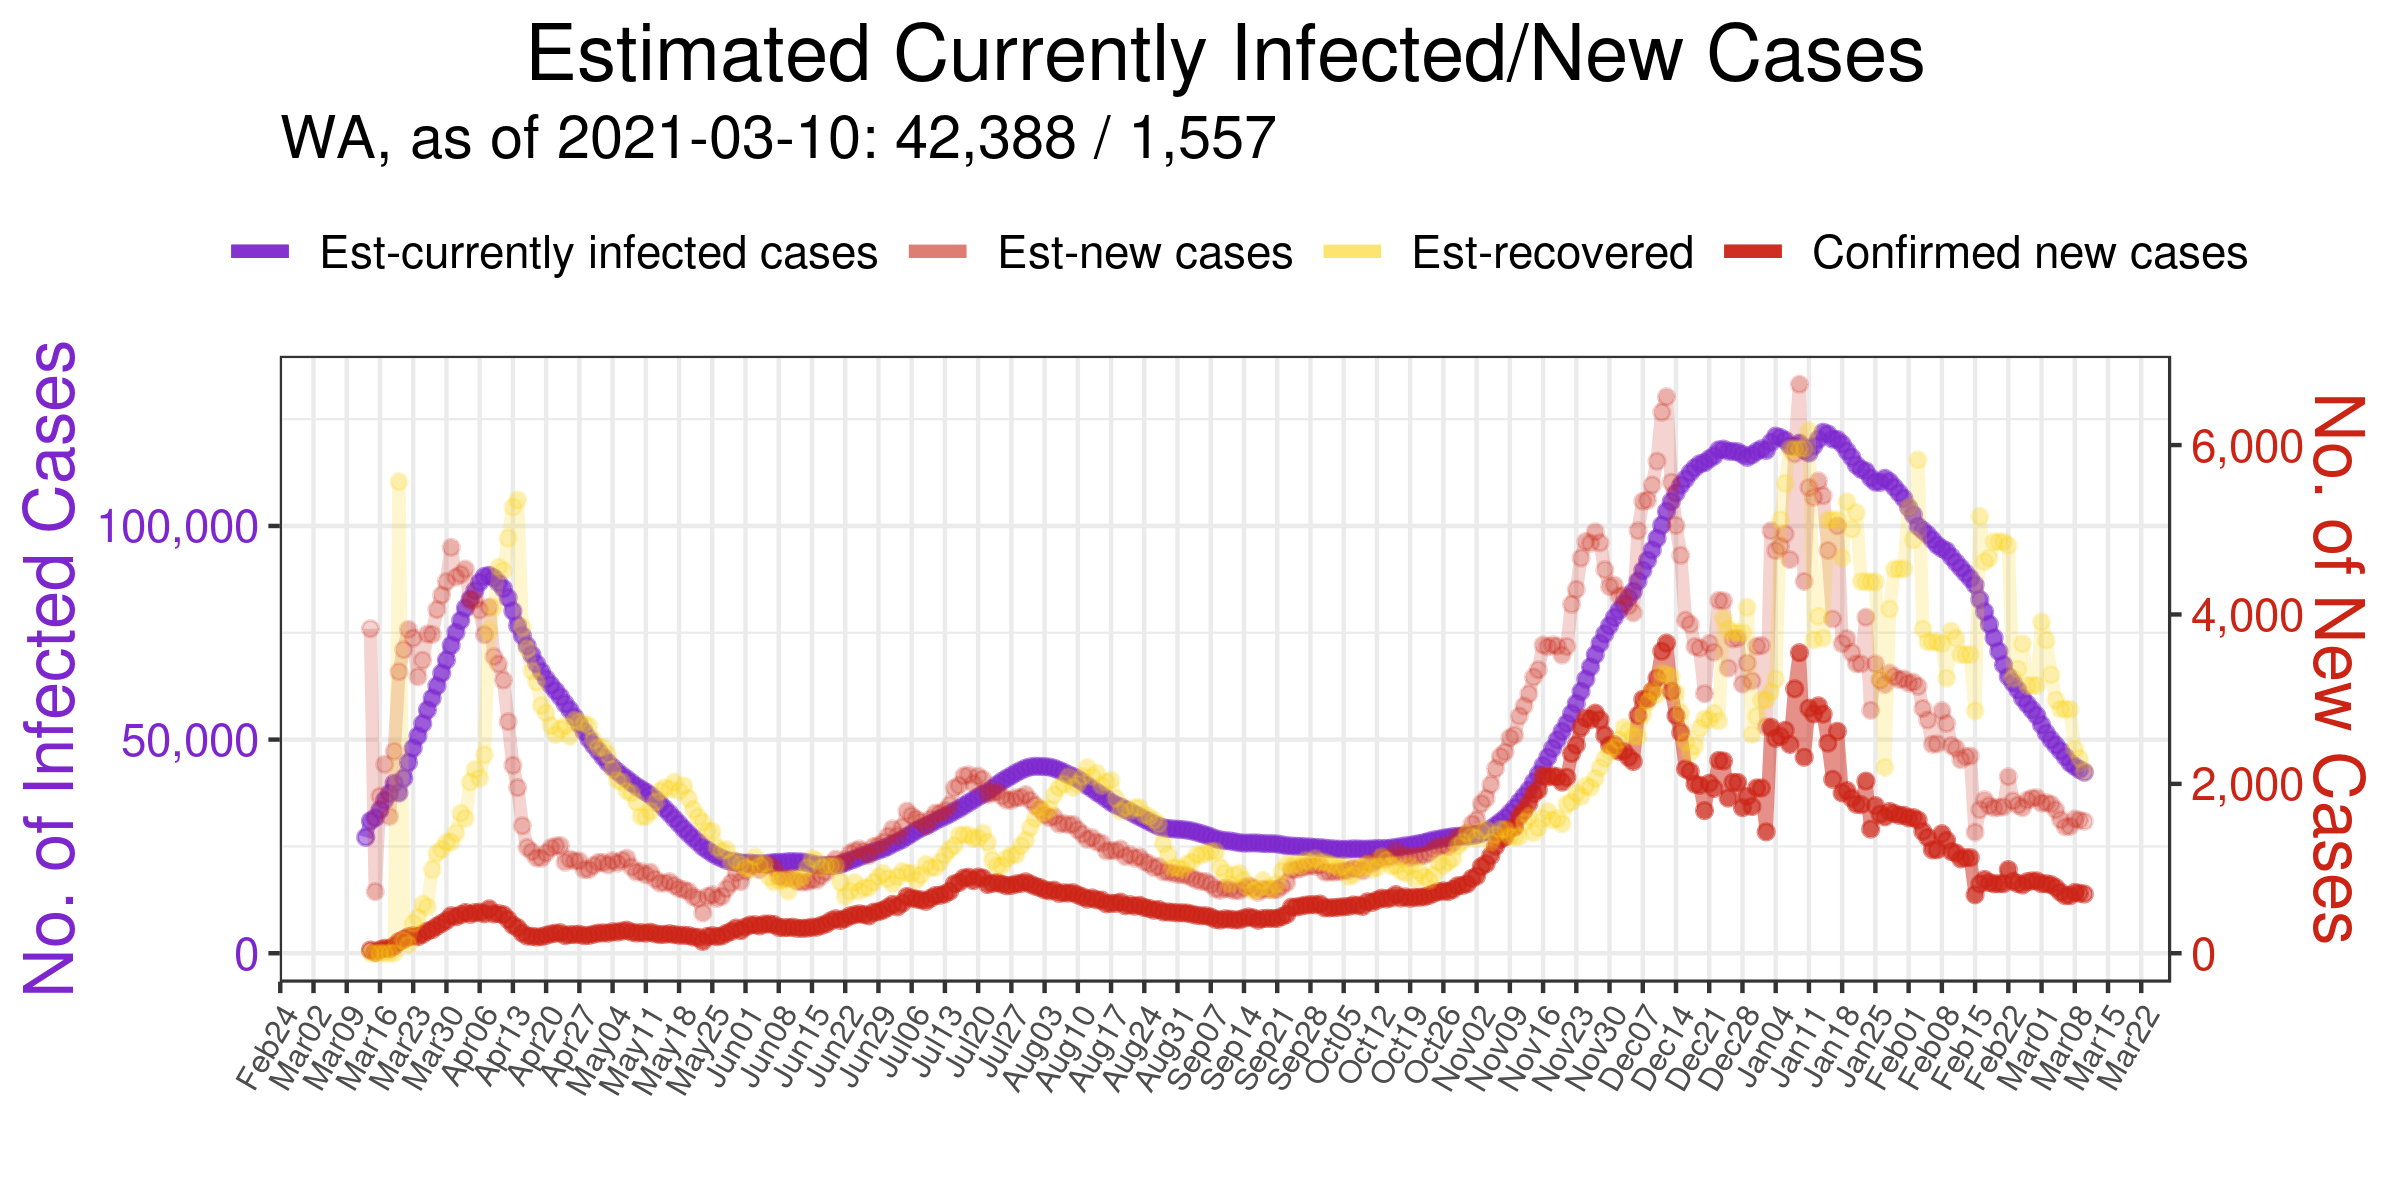 Estimated Currently Infected/New Cases
WA, as of 2021-03-10: 42,388 / 1,557
Est-currently infected cases
Est-new cases
Est-recovered
Confirmed new cases
No. of Infected Cases
100,000
50,000
0
6,000
4,000
2,000
0
No. of New Cases
Feb24
Mar02
Mar09
Mar16
Mar23
Mar30
Apr06
Apr13
Apr20
Apr27
May04
May11
May18
May25
Jun01
Jun08
Jun15
Jun22
Jun29
Jul06
Jul13
Jul20
Jul27
Aug03
Aug10
Aug17
Aug24
Aug31
Sep07
Sep14
Sep21
Sep28
Oct05
Oct12
Oct19
Oct26
Nov02
Nov09
Nov16
Nov23
Nov30
Dec07
Dec14
Dec21
Dec28
Jan04
Jan11
Jan18
Jan25
Feb01
Feb08
Feb15
Feb22
Mar01
Mar08
Mar15
Mar22